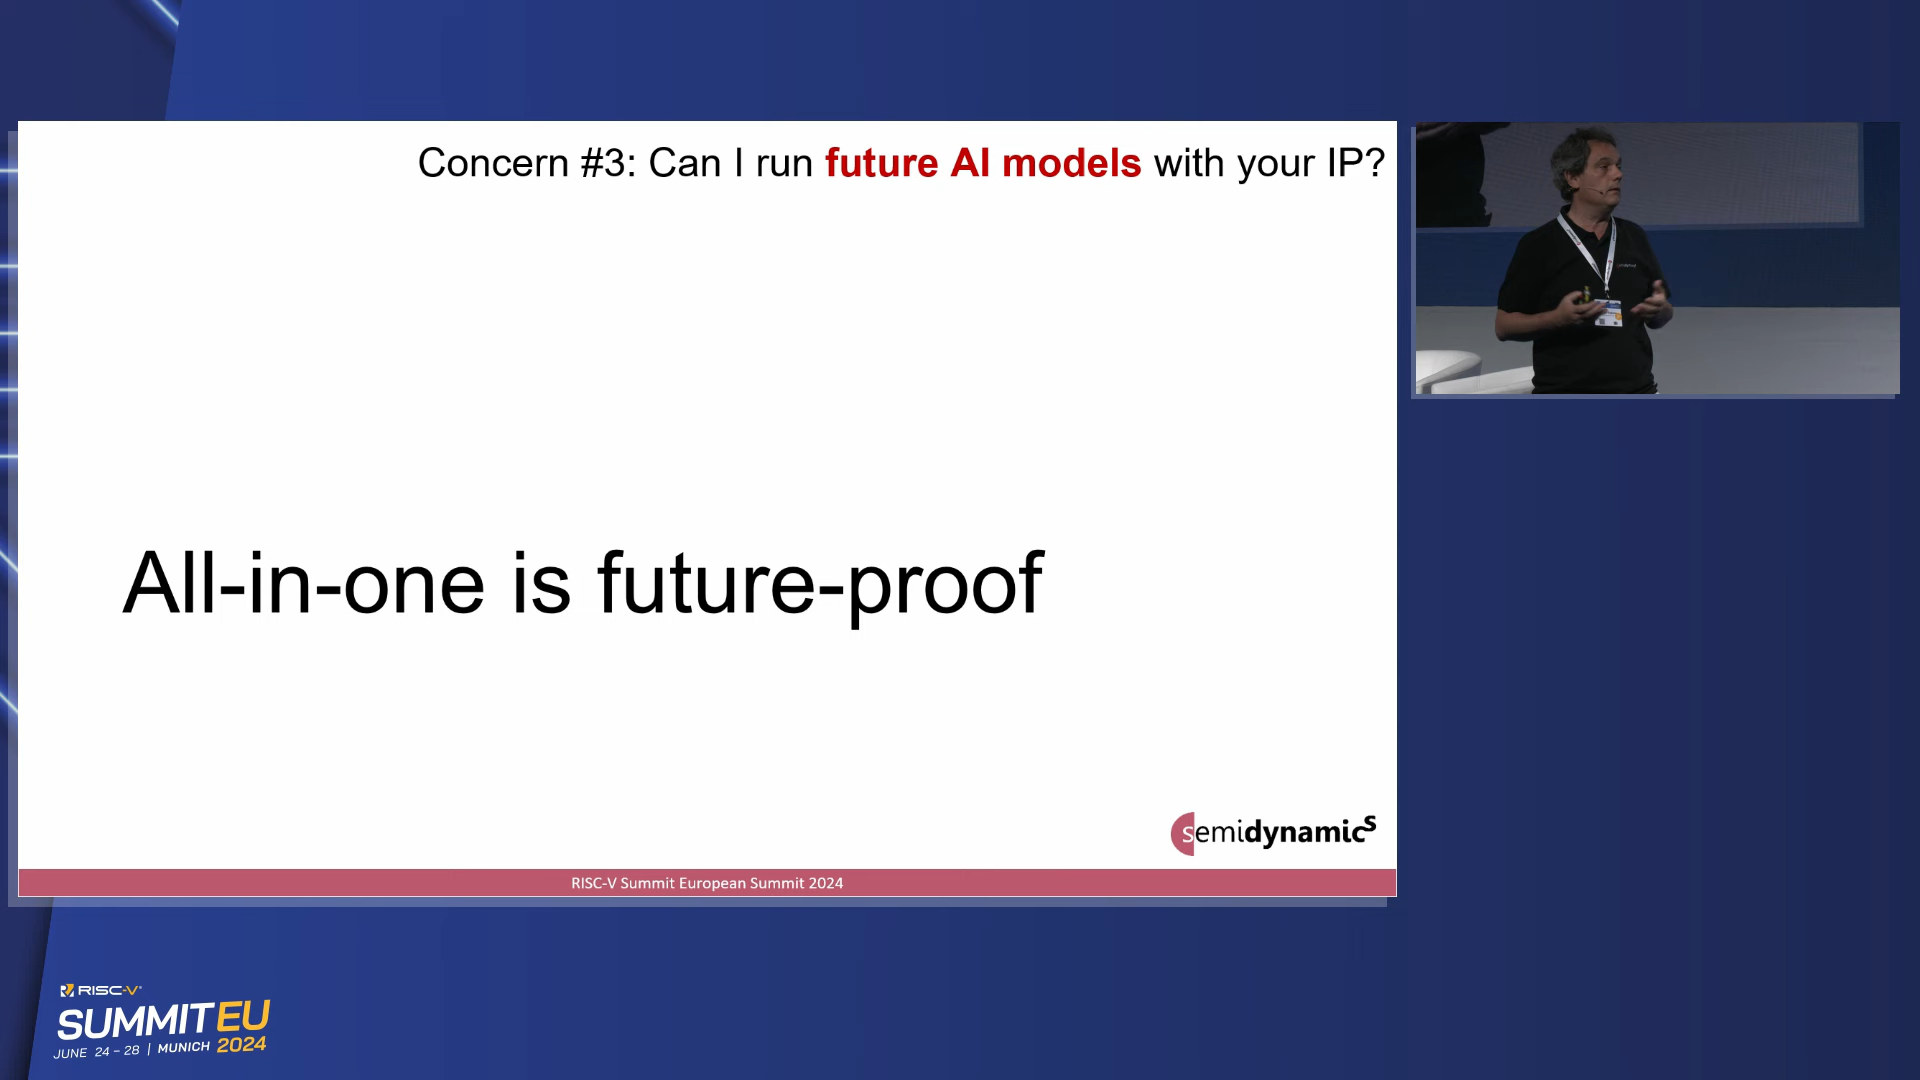 Concern #3: Can I run future AI models with your IP?
All-in-one is future-proof
semidynamics
RISC-V Summit European Summit 2024
RISC-V®
SUMMIT EU
JUNE 24 – 28 | MUNICH 2024